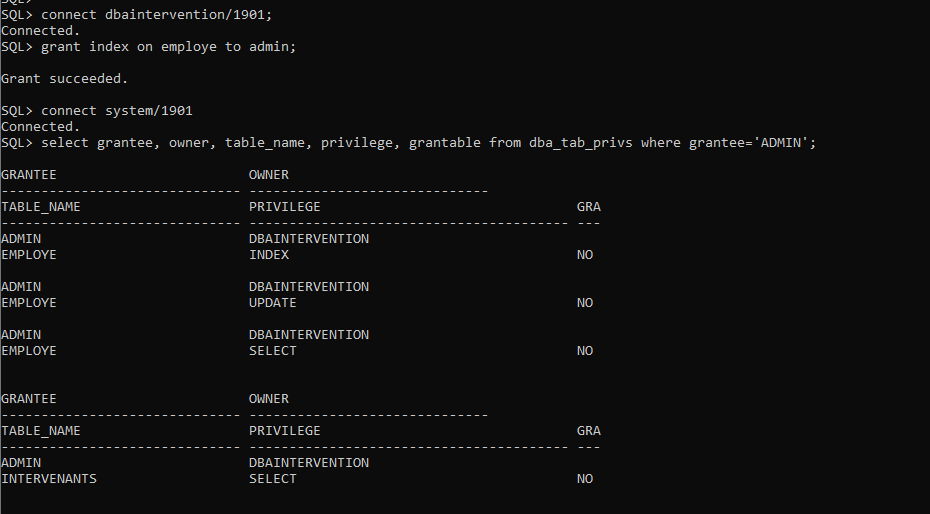 SQL>
SQL> connect dbaintervention/1901;
Connected.
SQL> grant index on employe to admin;
Grant succeeded.
SQL> connect system/1901
Connected.
SQL> select grantee, owner, table_name, privilege, grantable from dba_tab_privs where grantee='ADMIN';
GRANTEE                        OWNER
------------------------------ ------------------------------
TABLE_NAME                     PRIVILEGE                                GRA
------------------------------ ---------------------------------------- ---
ADMIN                          DBAINTERVENTION
EMPLOYE                        INDEX                                    NO
ADMIN                          DBAINTERVENTION
EMPLOYE                        UPDATE                                   NO
ADMIN                          DBAINTERVENTION
EMPLOYE                        SELECT                                   NO
GRANTEE                        OWNER
------------------------------ ------------------------------
TABLE_NAME                     PRIVILEGE                                GRA
------------------------------ ---------------------------------------- ---
ADMIN                          DBAINTERVENTION
INTERVENANTS                   SELECT                                   NO